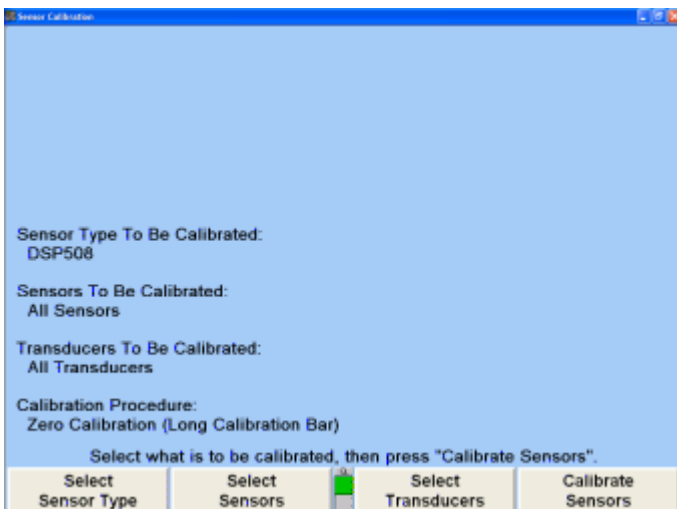 Sensor Calibration
Sensor Type To Be Calibrated:
DSP508
Sensors To Be Calibrated:
All Sensors
Transducers To Be Calibrated:
All Transducers
Calibration Procedure:
Zero Calibration (Long Calibration Bar)
Select what is to be calibrated, then press "Calibrate Sensors".
Select
Sensor Type
Select
Sensors
Select
Transducers
Calibrate
Sensors